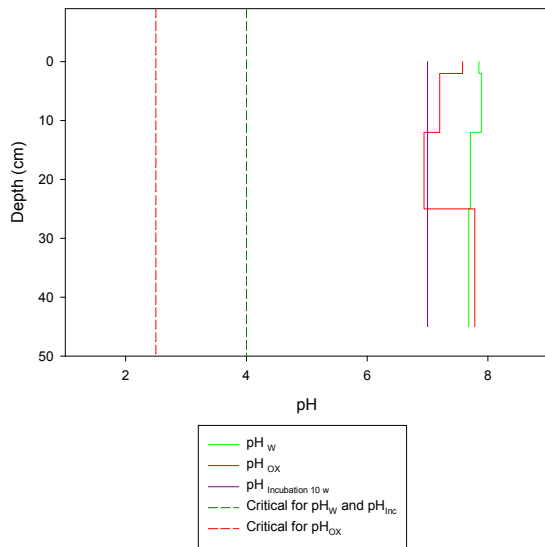 0
10
20
30
40
50
Depth (cm)
2
4
6
8
pH
pH W
pH OX
pH Incubation 10 w
Critical for pHW and pHInc
Critical for pHOX